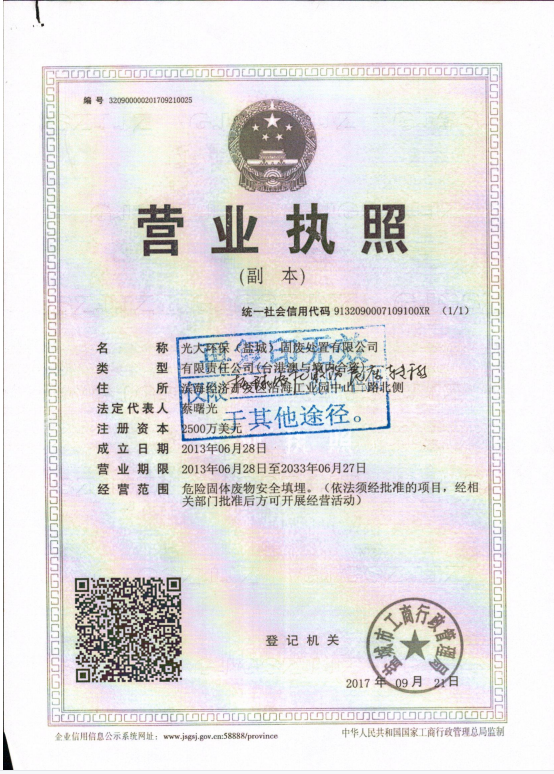 编 号 320900000201709210025
营业执照
(副 本)
统一社会信用代码 9132090007109100XR (1/1)
名 称 光大环保（盐城）固废处置有限公司
类 型 有限责任公司(台港澳与境内合资)
住 所 滨海经济开发区沿海工业园中山二路北侧
法定代表人 蔡曙光
注册资本 2500万美元
成立日期 2013年06月28日
营业期限 2013年06月28日至2033年06月27日
经营范围 危险固体废物安全填埋。（依法须经批准的项目，经相
关部门批准后方可开展经营活动）
再复印无效
仅限
于其他途径。
登记机关
盐城市工商行政管理局
2017 年 09 月 21日
企业信用信息公示系统网址： www.jsgsj.gov.cn:58888/province
中华人民共和国国家工商行政管理总局监制